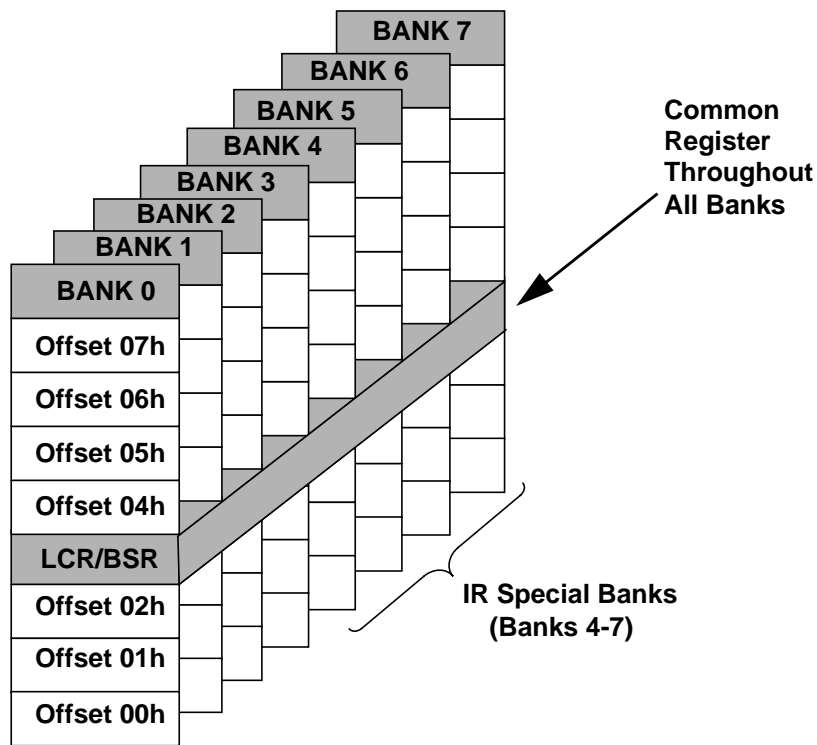 BANK 7
BANK 6
BANK 5
BANK 4
BANK 3
BANK 2
BANK 1
BANK 0
Offset 07h
Offset 06h
Offset 05h
Offset 04h
LCR/BSR
Offset 02h
Offset 01h
Offset 00h
Common
Register
Throughout
All Banks
IR Special Banks
(Banks 4-7)